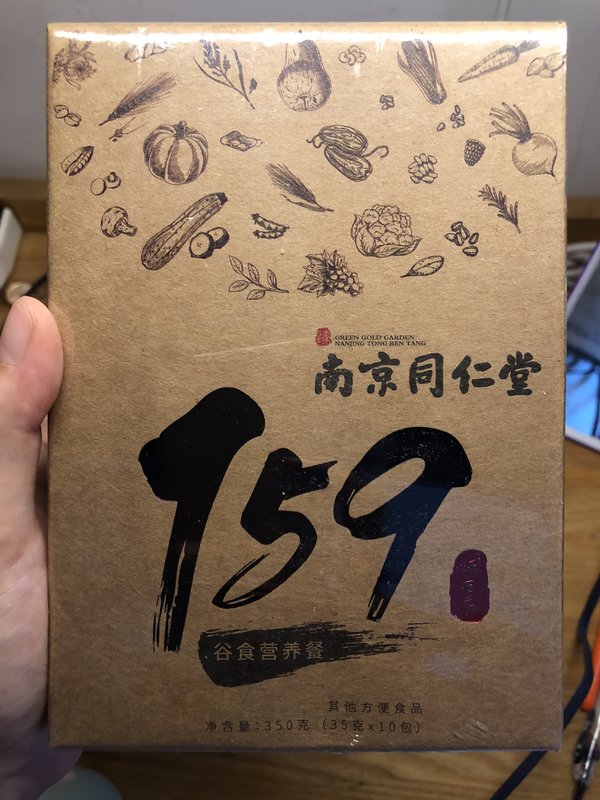 GREEN GOLD GARDEN
NANJING TONG REN TANG
南京同仁堂
159
谷食营养餐
其他方便食品
净含量:350克(35克x10包)